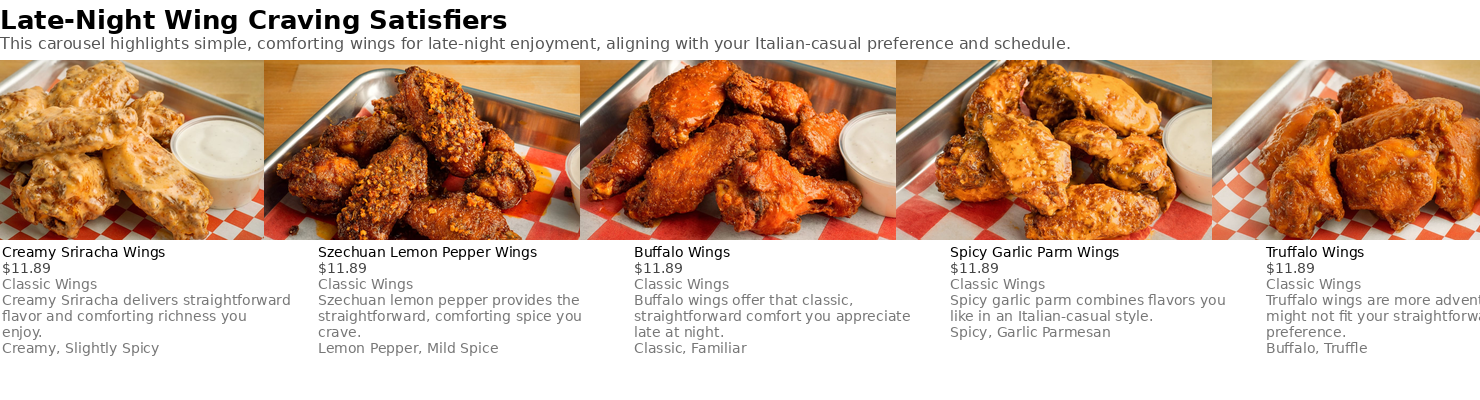 Late-Night Wing Craving Satisfiers
This carousel highlights simple, comforting wings for late-night enjoyment, aligning with your Italian-casual preference and schedule.
Creamy Sriracha Wings
$11.89
Classic Wings
Creamy Sriracha delivers straightforward
flavor and comforting richness you
enjoy.
Creamy, Slightly Spicy
Szechuan Lemon Pepper Wings
$11.89
Classic Wings
Szechuan lemon pepper provides the
straightforward, comforting spice you
crave.
Lemon Pepper, Mild Spice
Buffalo Wings
$11.89
Classic Wings
Buffalo wings offer that classic,
straightforward comfort you appreciate
late at night.
Classic, Familiar
Spicy Garlic Parm Wings
$11.89
Classic Wings
Spicy garlic parm combines flavors you
like in an Italian-casual style.
Spicy, Garlic Parmesan
Truffalo Wings
$11.89
Classic Wings
Truffalo wings are more
might not fit your
preference.
Buffalo, Truffle